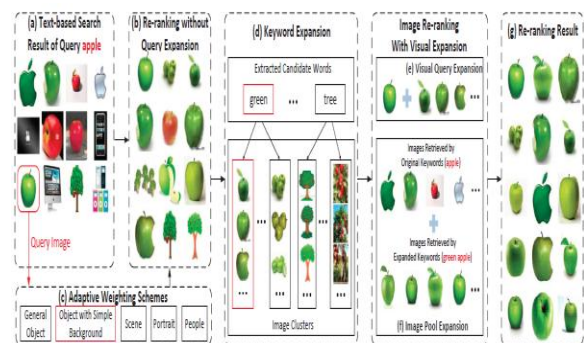 (a) Text-based Search
Result of Query apple
Query Image
(b) Re-ranking without
Query Expansion
(c) Adaptive Weighting Schemes
General
Object
Object with Simple
Background
Scene
Portrait
People
(d) Keyword Expansion
Extracted Candidate Words
green
...
tree
...
...
...
...
...
...
...
Image Clusters
Image Re-ranking
With Visual Expansion
(e) Visual Query Expansion
+
...
Images Retrieved by
Original Keywords (apple)
...
+
Images Retrieved by
Expanded Keywords (green apple)
...
(f) Image Pool Expansion
(g) Re-ranking Result